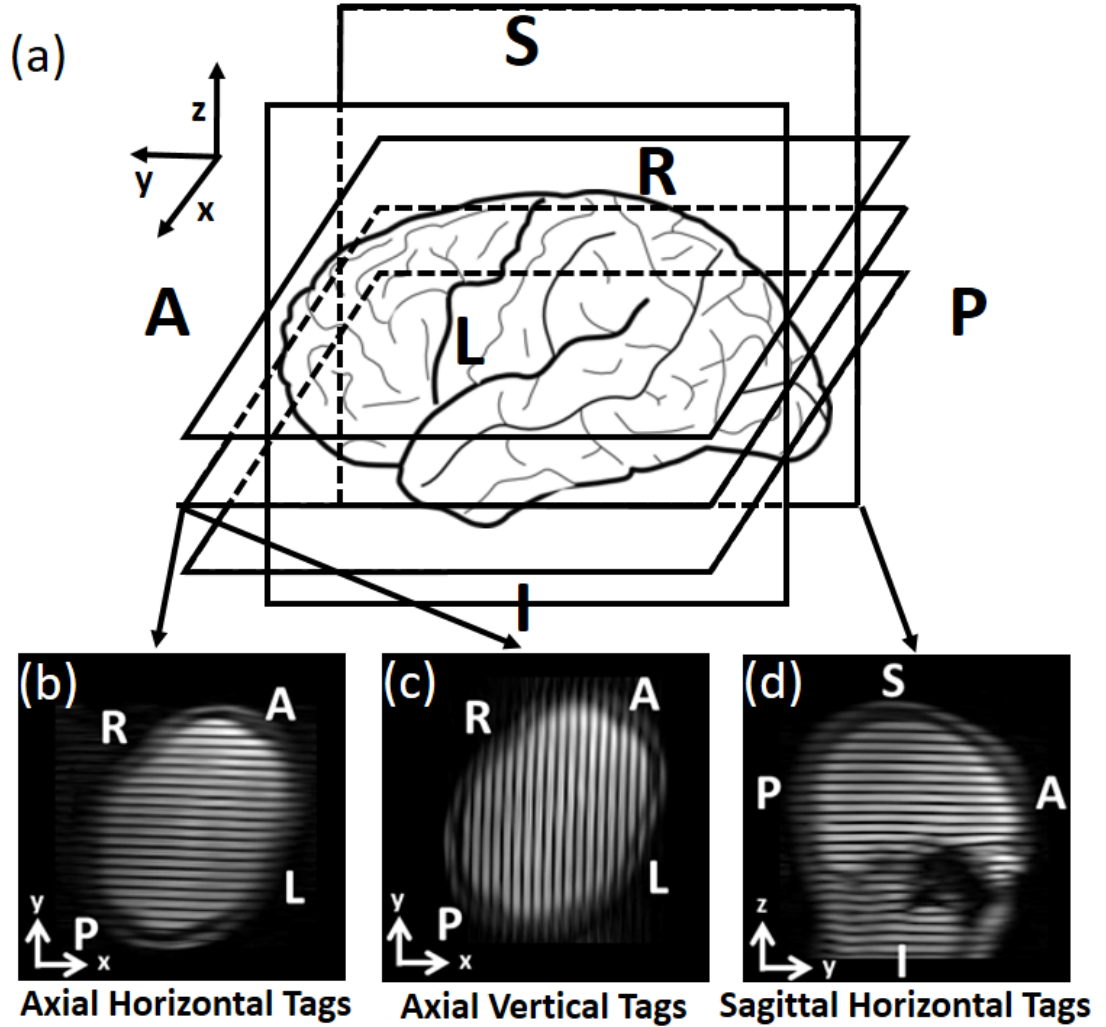 (a)
S
z
y
x
R
A
L
P
I
(b)
R
A
L
P
y
x
Axial Horizontal Tags
(c)
R
A
L
P
y
x
Axial Vertical Tags
(d)
S
P
A
I
z
y
Sagittal Horizontal Tags